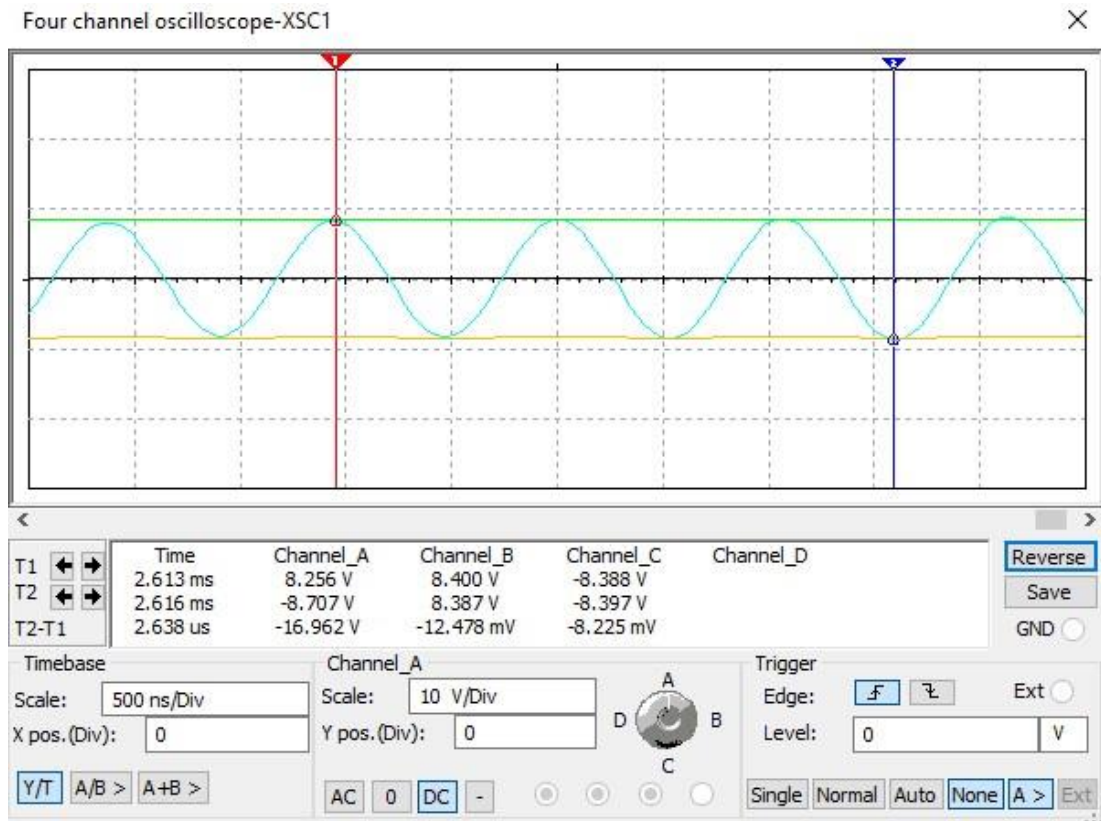 Four channel oscilloscope-XSC1
1 2
T1 Time Channel_A Channel_B Channel_C Channel_D Reverse
2.613 ms 8.256 V 8.400 V -8.388 V
T2 2.616 ms -8.707 V 8.387 V -8.397 V Save
T2-T1 2.638 us -16.962 V -12.478 mV -8.225 mV GND
Timebase
Scale: 500 ns/Div
X pos.(Div): 0
Y/T A/B > A+B >
Channel_A
Scale: 10 V/Div
Y pos.(Div): 0
AC 0 DC -
A
D B
C
Trigger
Edge: Ext
Level: 0 V
Single Normal Auto None A > Ext